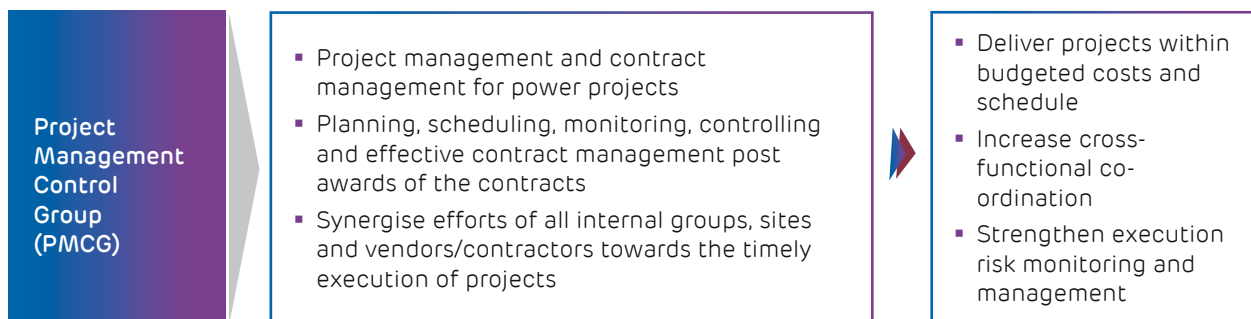 Project
Management
Control
Group
(PMCG)
▪ Project management and contract
management for power projects
▪ Planning, scheduling, monitoring, controlling
and effective contract management post
awards of the contracts
▪ Synergise efforts of all internal groups, sites
and vendors/contractors towards the timely
execution of projects
▪ Deliver projects within
budgeted costs and
schedule
▪ Increase cross-
functional co-
ordination
▪ Strengthen execution
risk monitoring and
management